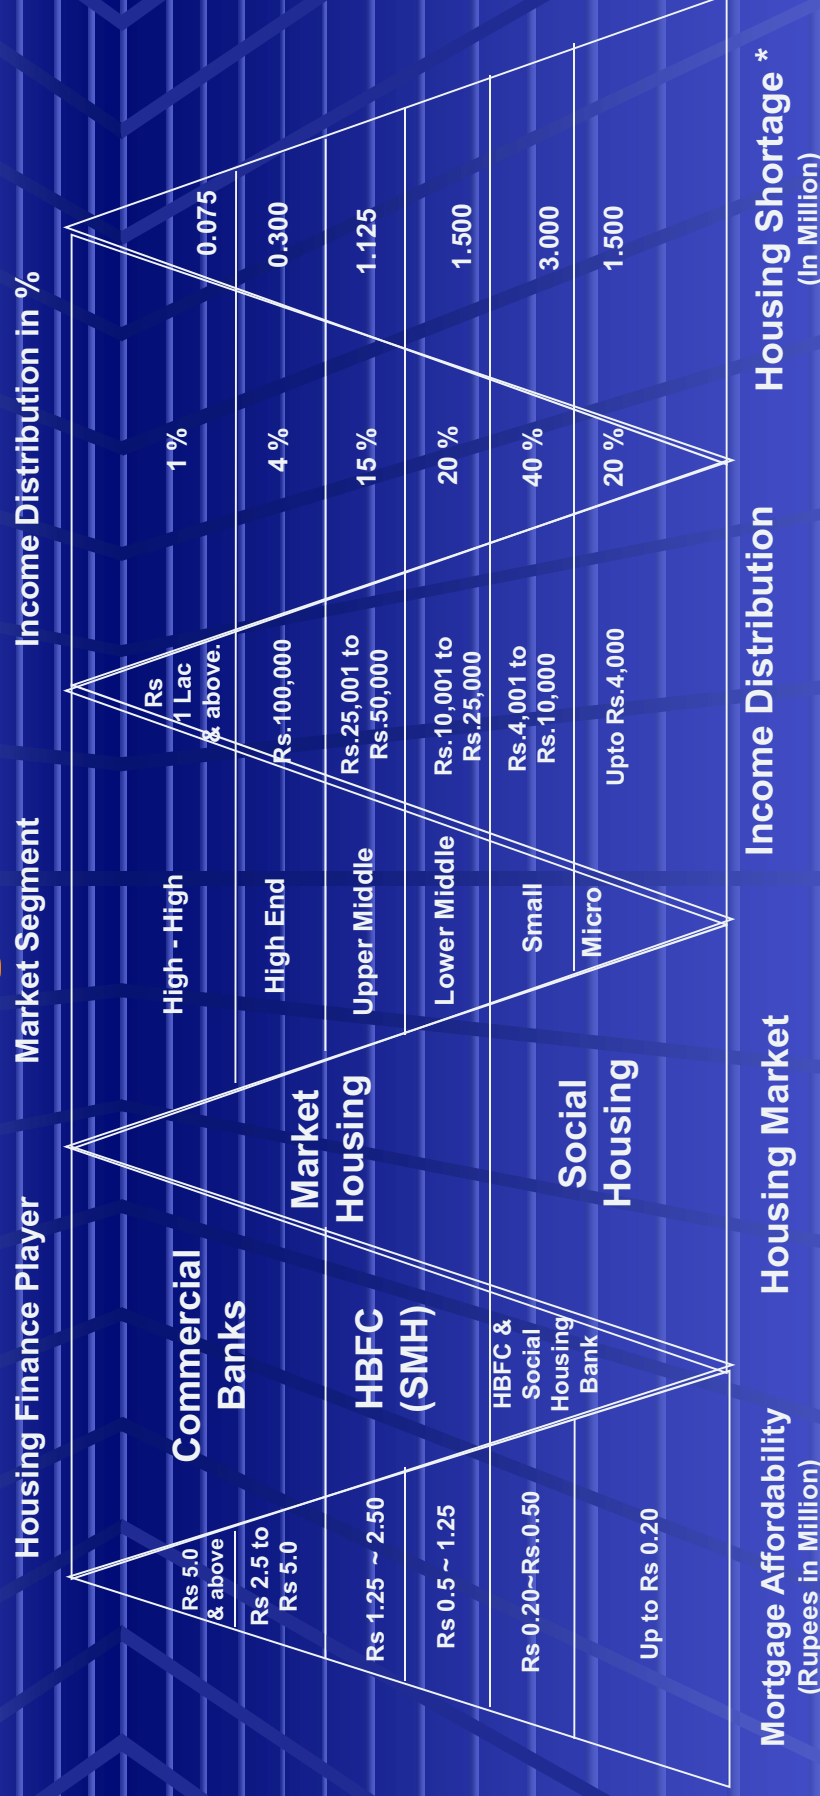 Housing Finance Player
Market Segment
Income Distribution in %
Rs 5.0
& above
Rs 2.5 to
Rs 5.0
Rs 1.25 ~ 2.50
Rs 0.5 ~ 1.25
Rs 0.20~Rs.0.50
Up to Rs 0.20
Commercial
Banks
HBFC
(SMH)
HBFC &
Social
Housing
Bank
Market
Housing
Social
Housing
High - High
High End
Upper Middle
Lower Middle
Small
Micro
Rs
1 Lac
& above.
Rs.100,000
Rs.25,001 to
Rs.50,000
Rs.10,001 to
Rs.25,000
Rs.4,001 to
Rs.10,000
Upto Rs.4,000
1 %
4 %
15 %
20 %
40 %
20 %
0.075
0.300
1.125
1.500
3.000
1.500
Mortgage Affordability
(Rupees in Million)
Housing Market
Income Distribution
Housing Shortage *
(In Million)